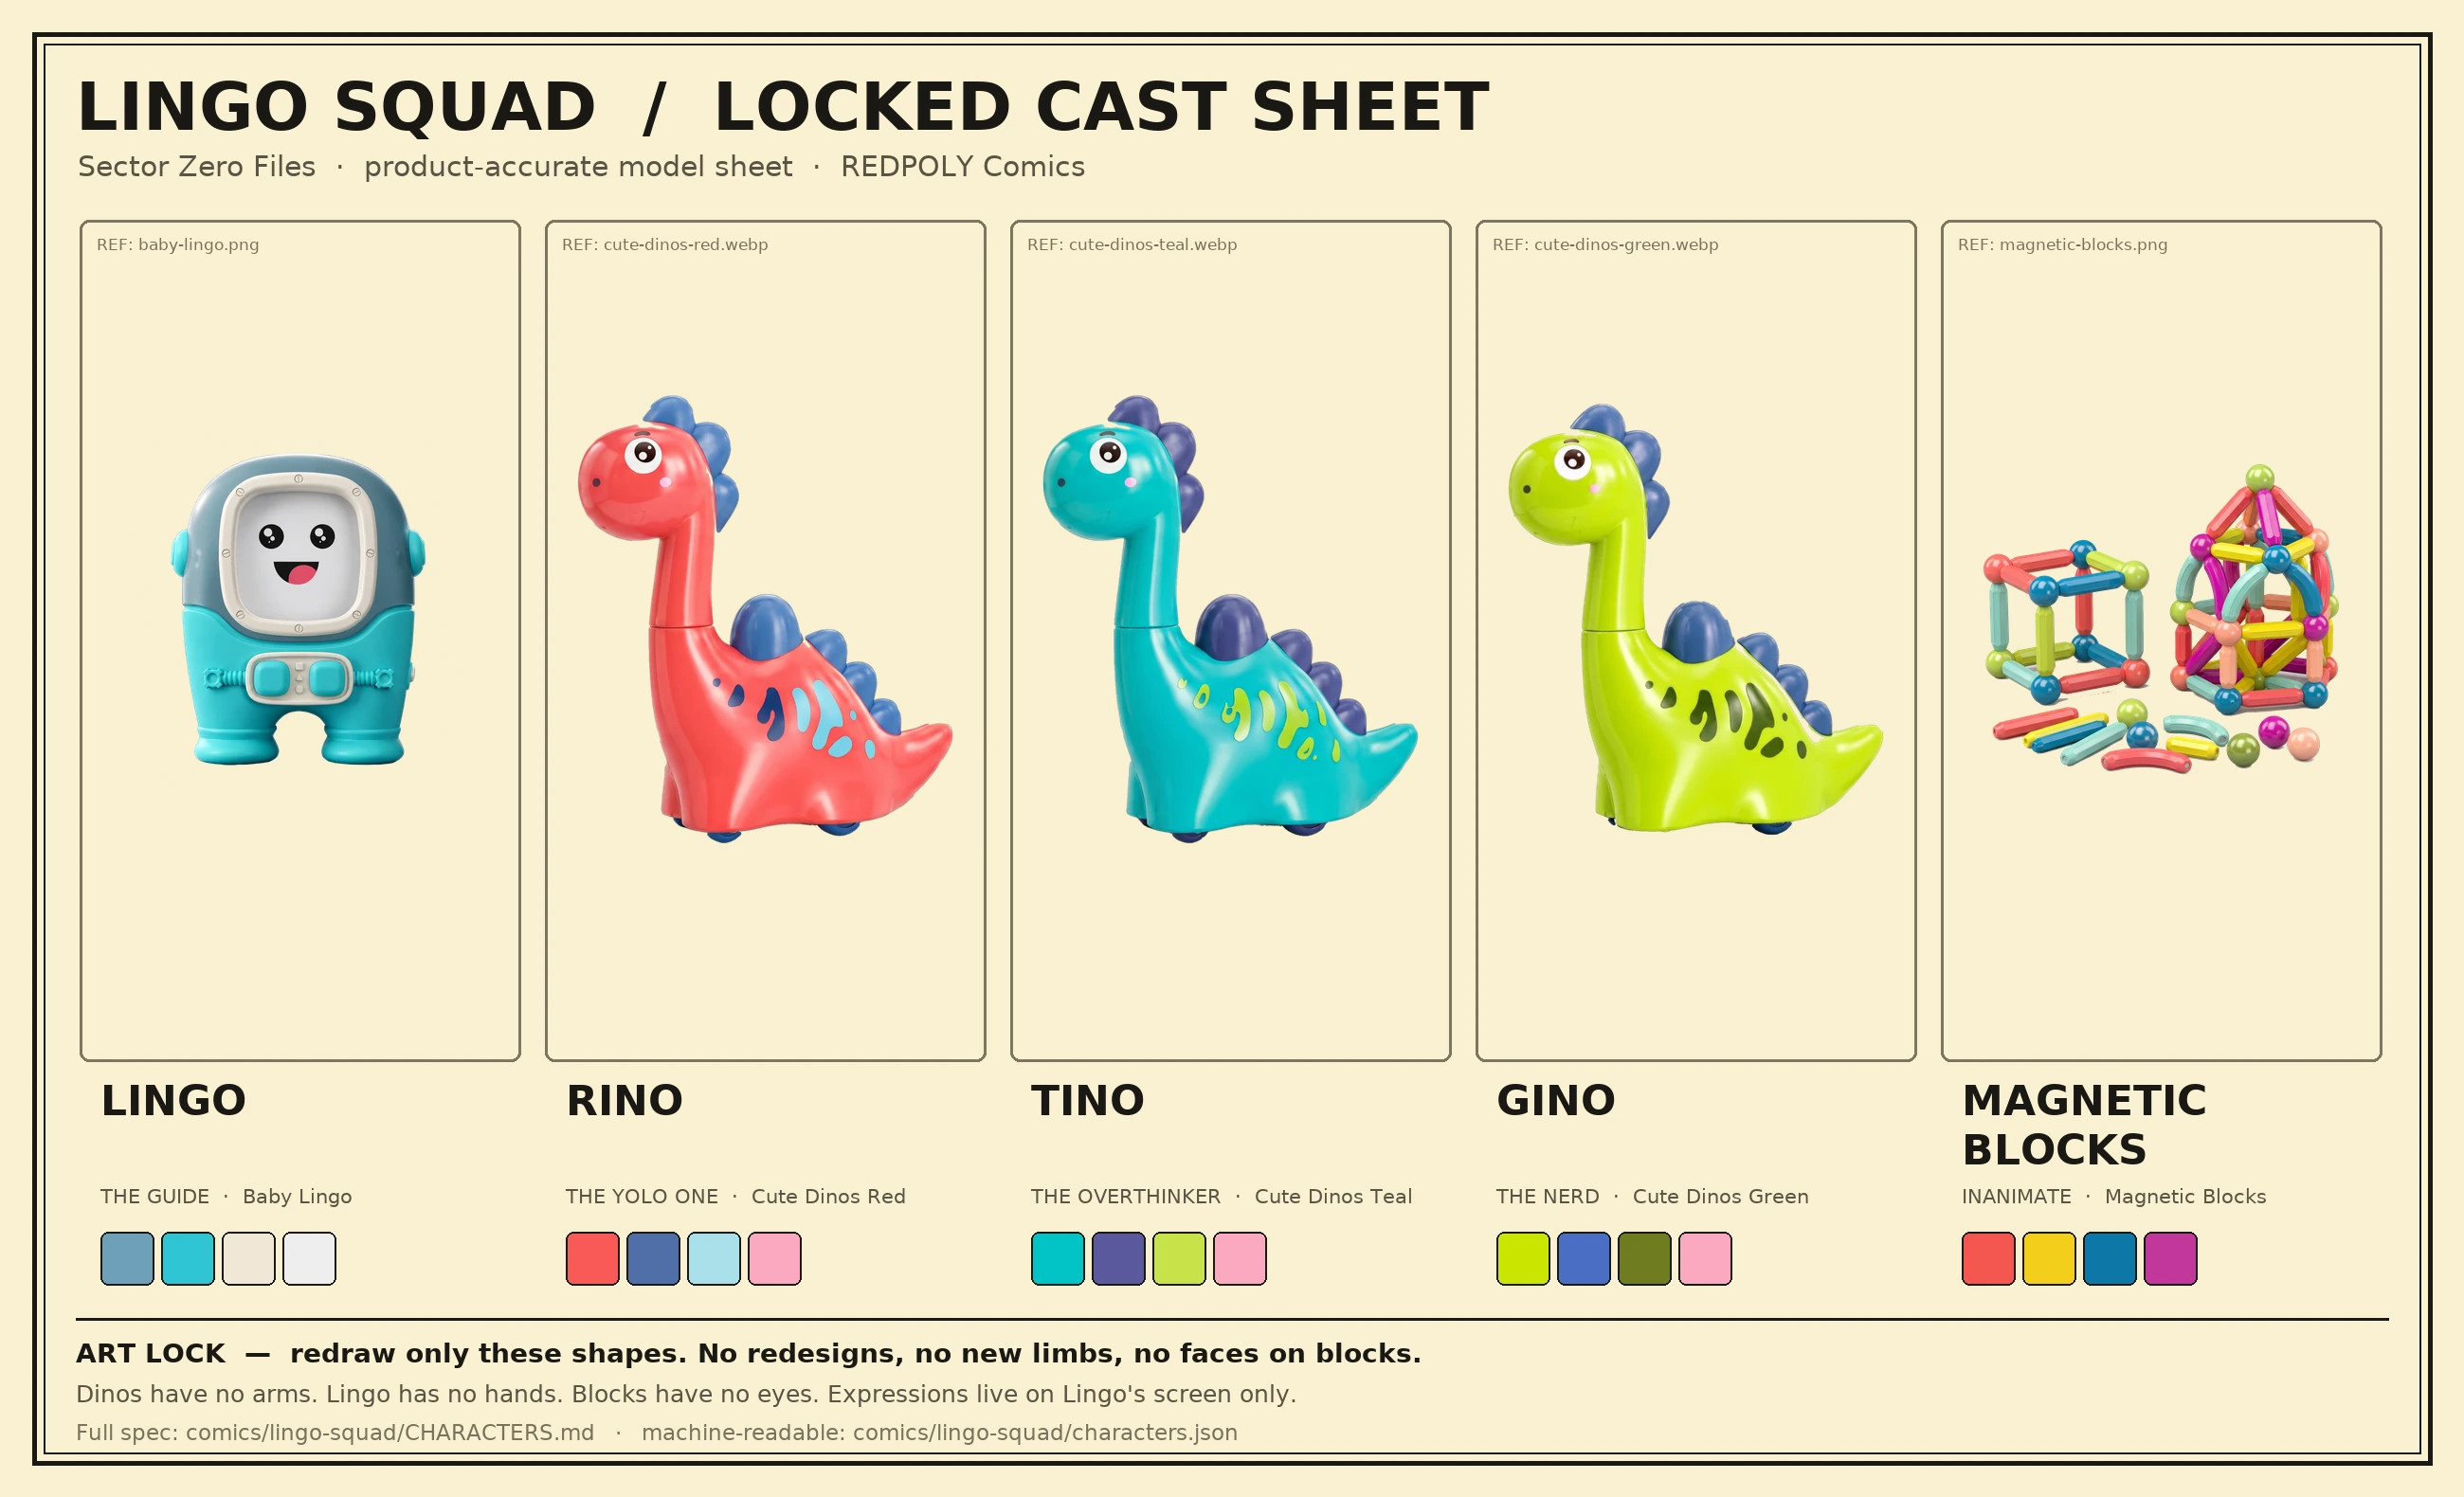 LINGO SQUAD / LOCKED CAST SHEET
Sector Zero Files · product-accurate model sheet · REDPOLY Comics
REF: baby-lingo.png
REF: cute-dinos-red.webp
REF: cute-dinos-teal.webp
REF: cute-dinos-green.webp
REF: magnetic-blocks.png
LINGO
THE GUIDE · Baby Lingo
RINO
THE YOLO ONE · Cute Dinos Red
TINO
THE OVERTHINKER · Cute Dinos Teal
GINO
THE NERD · Cute Dinos Green
MAGNETIC
BLOCKS
INANIMATE · Magnetic Blocks
ART LOCK — redraw only these shapes. No redesigns, no new limbs, no faces on blocks.
Dinos have no arms. Lingo has no hands. Blocks have no eyes. Expressions live on Lingo's screen only.
Full spec: comics/lingo-squad/CHARACTERS.md · machine-readable: comics/lingo-squad/characters.json